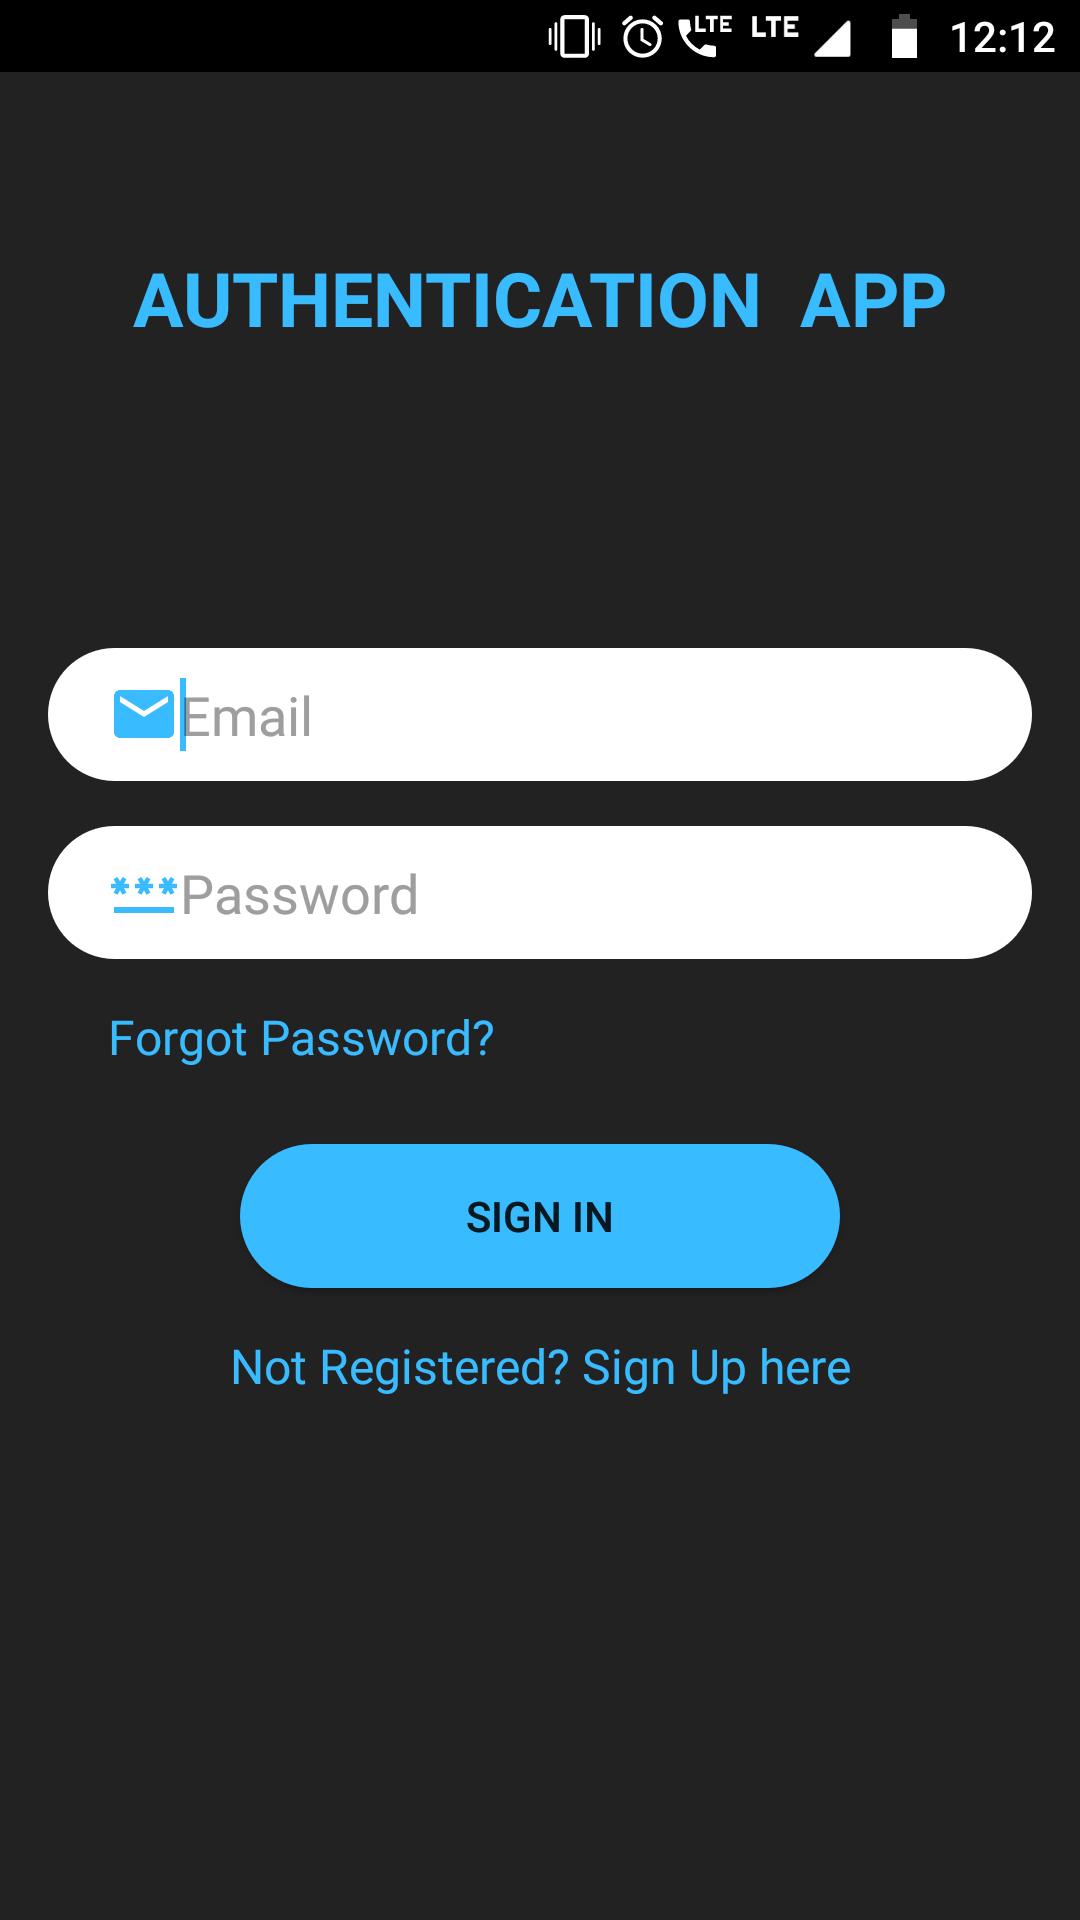 LTE LTE 12:12
AUTHENTICATION APP
Email
***Password
Forgot Password?
SIGN IN
Not Registered? Sign Up here